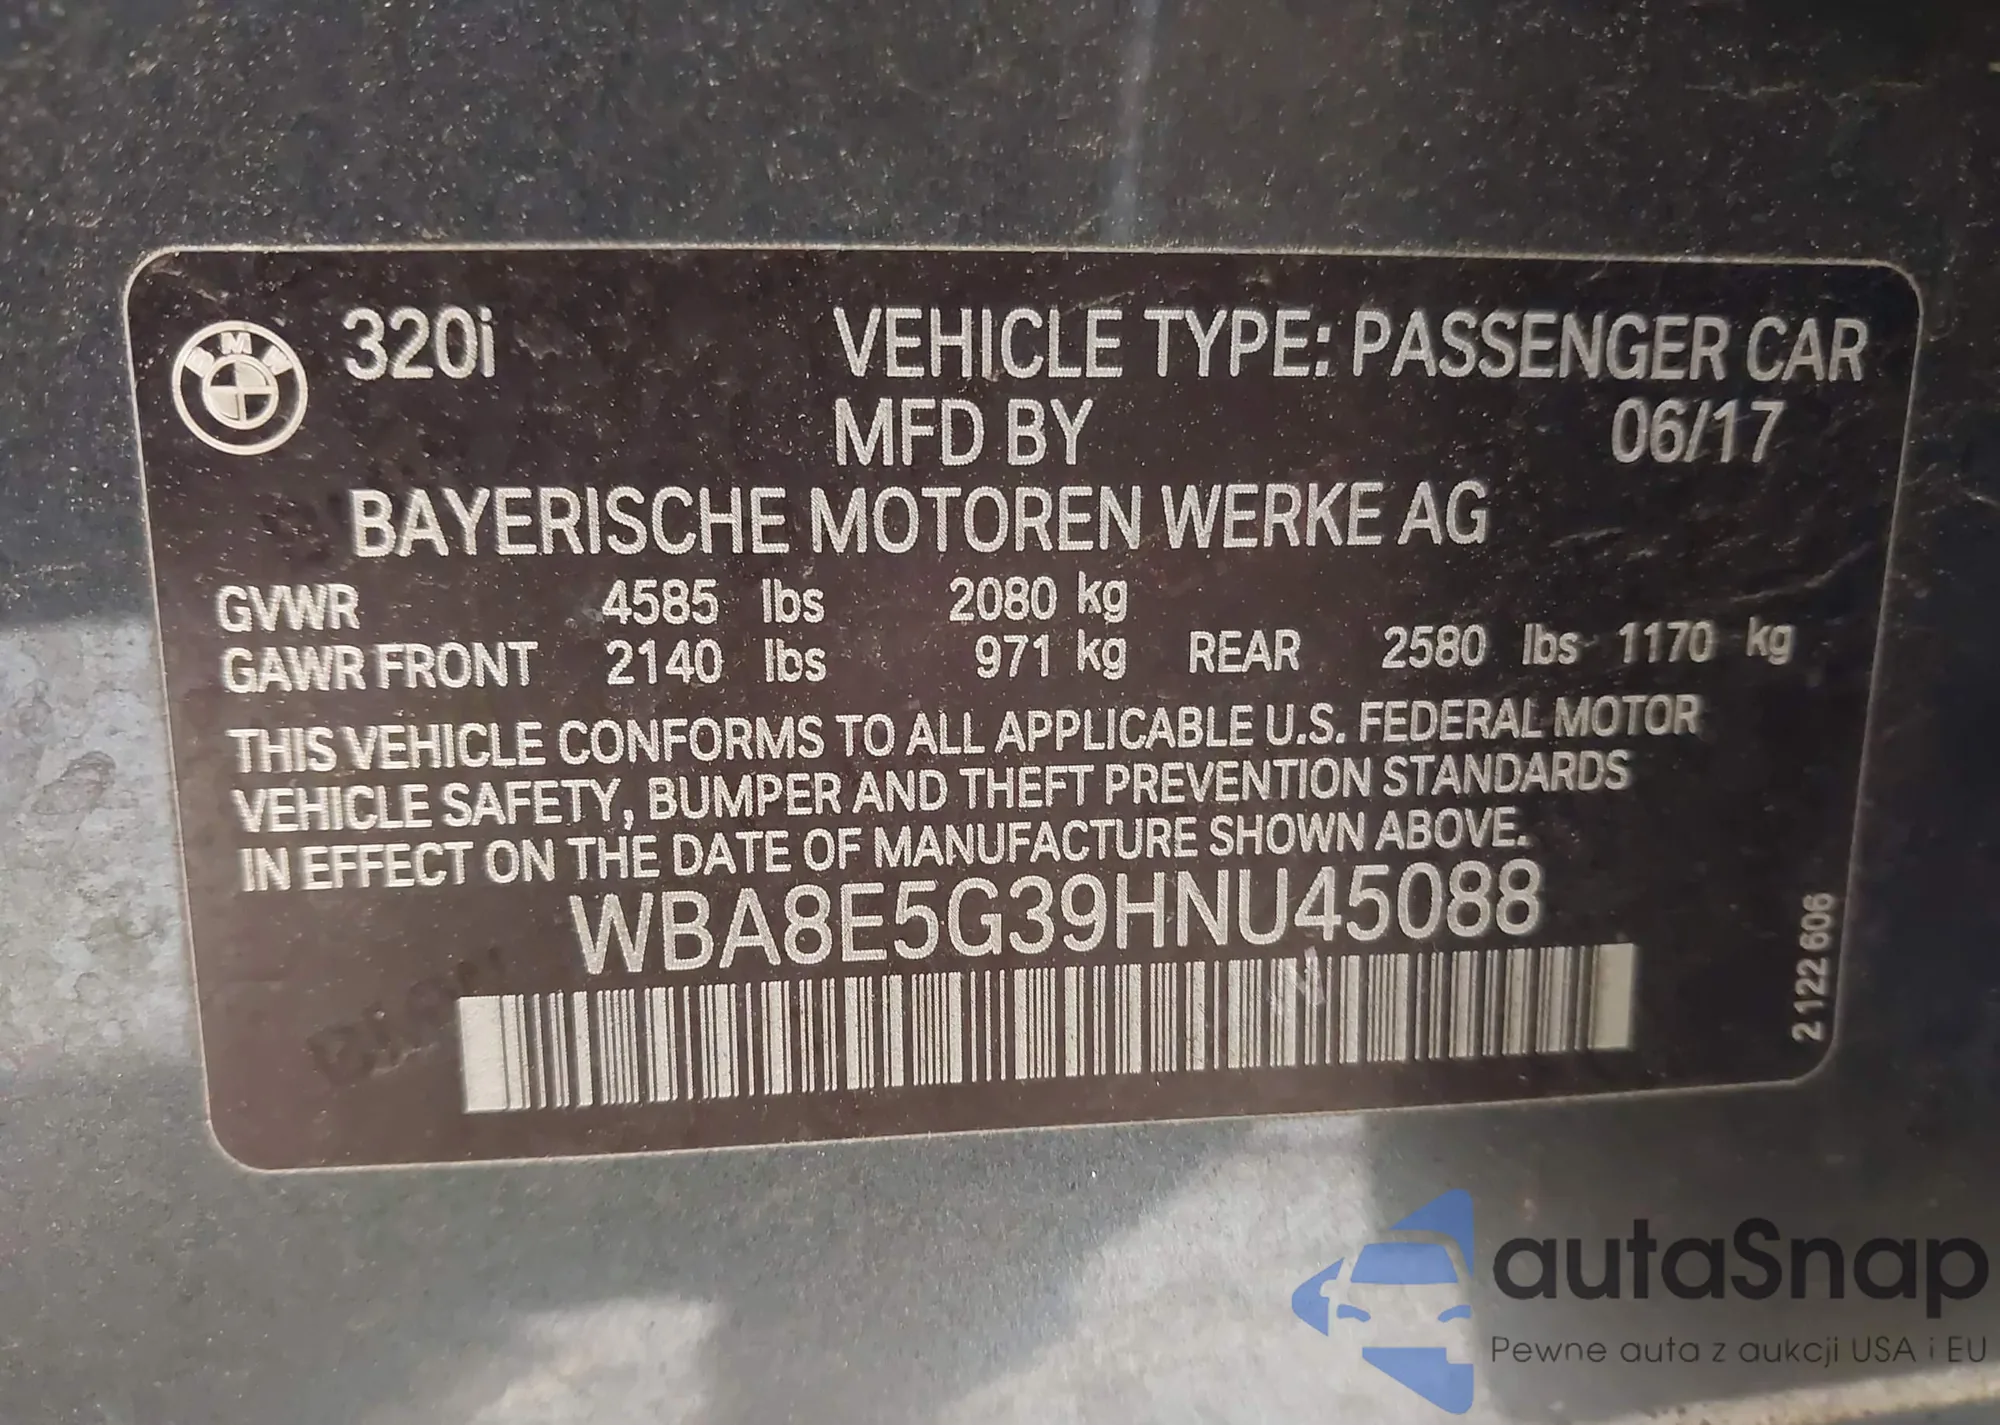 BMW 320i VEHICLE TYPE: PASSENGER CAR
MFD BY 06/17
BAYERISCHE MOTOREN WERKE AG
GVWR 4585 lbs 2080 kg
GAWR FRONT 2140 lbs 971 kg REAR 2580 lbs 1170 kg
THIS VEHICLE CONFORMS TO ALL APPLICABLE U.S. FEDERAL MOTOR
VEHICLE SAFETY, BUMPER AND THEFT PREVENTION STANDARDS
IN EFFECT ON THE DATE OF MANUFACTURE SHOWN ABOVE.
WBA8E5G39HNU45088
2122606
autaSnap
Pewne auta z aukcji USA i EU